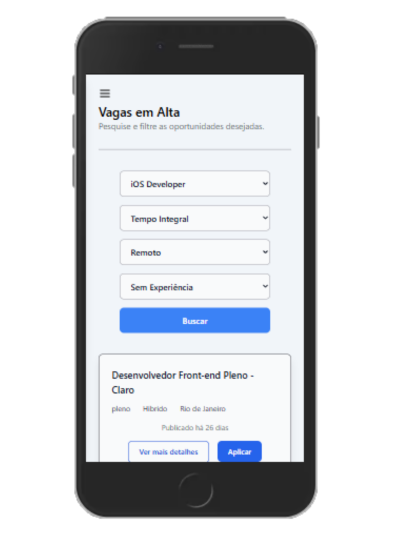 Vagas em Alta
Pesquise e filtre as oportunidades desejadas.
iOS Developer
Tempo Integral
Remoto
Sem Experiência
Buscar
Desenvolvedor Front-end Pleno -
Claro
pleno Híbrido Rio de Janeiro
Publicado há 26 dias
Ver mais detalhes Aplicar